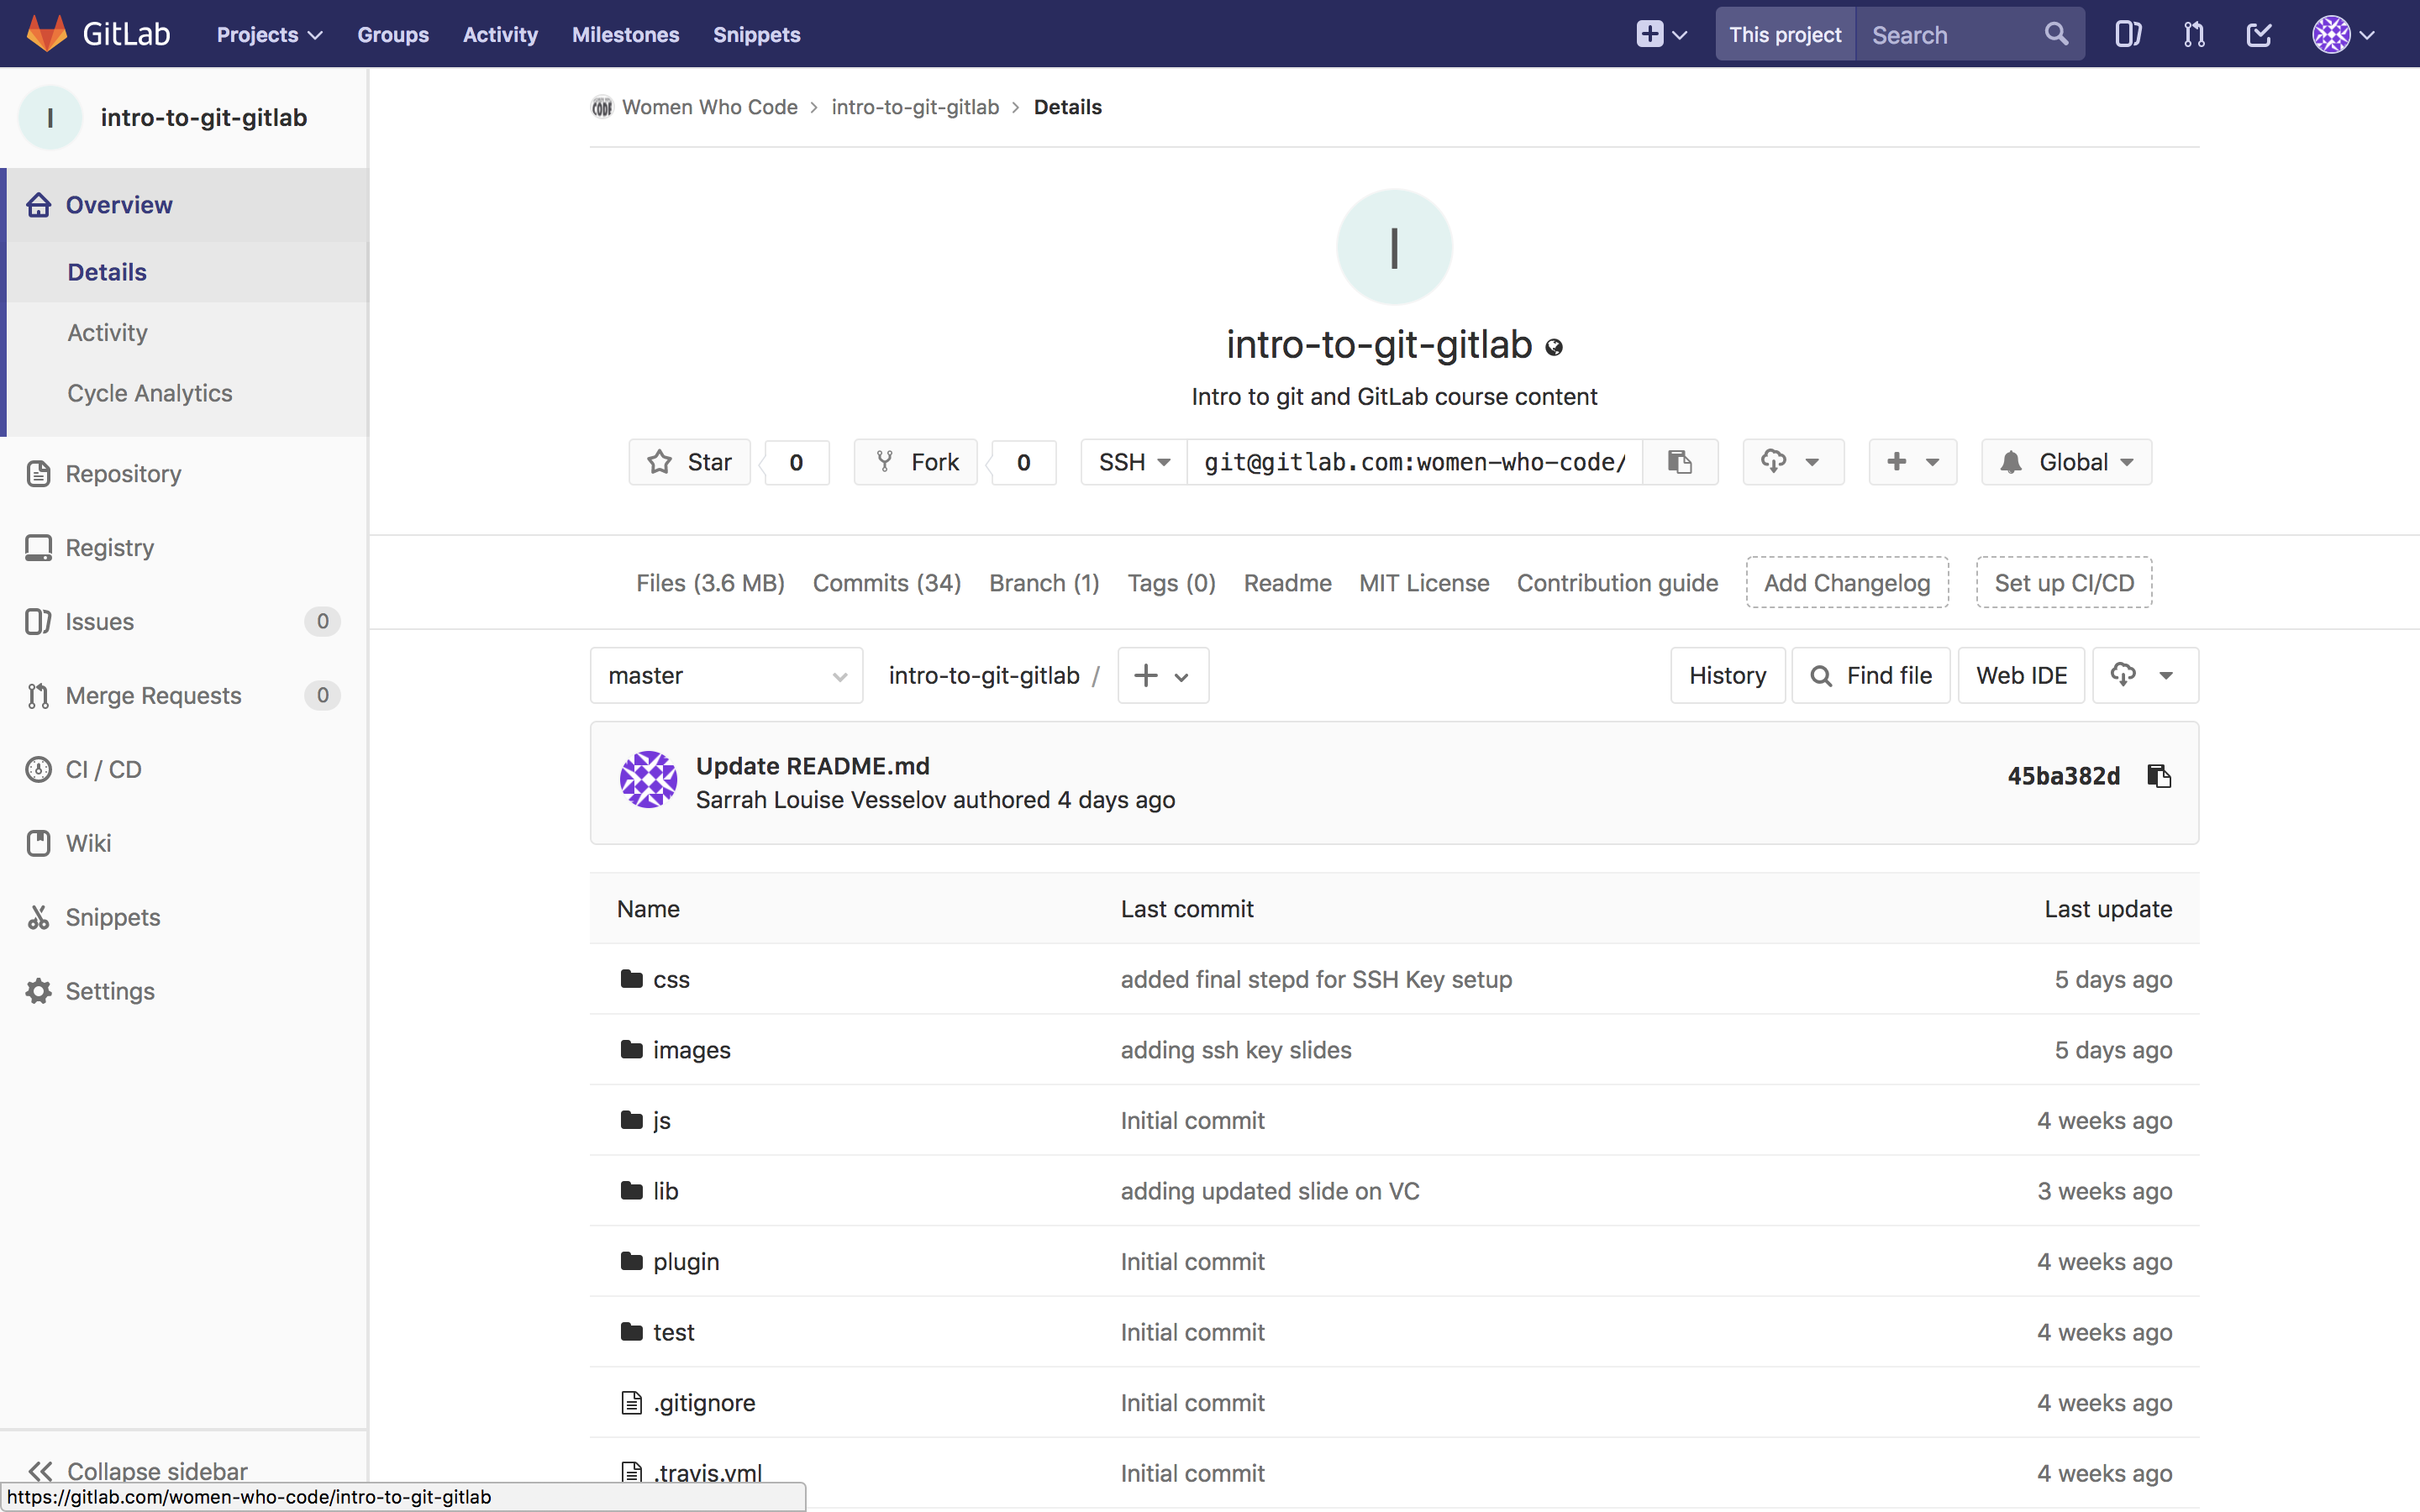 GitLab Projects Groups Activity Milestones Snippets This project Search
I intro-to-git-gitlab
Overview
Details
Activity
Cycle Analytics
Repository
Registry
Issues 0
Merge Requests 0
CI / CD
Wiki
Snippets
Settings
Collapse sidebar
https://gitlab.com/women-who-code/intro-to-git-gitlab
CODE Women Who Code > intro-to-git-gitlab > Details
I
intro-to-git-gitlab
Intro to git and GitLab course content
Star 0 Fork 0 SSH git@gitlab.com:women-who-code/ Global
Files (3.6 MB) Commits (34) Branch (1) Tags (0) Readme MIT License Contribution guide Add Changelog Set up CI/CD
master intro-to-git-gitlab / History Find file Web IDE
Update README.md
Sarrah Louise Vesselov authored 4 days ago
45ba382d
Name Last commit Last update
css added final stepd for SSH Key setup 5 days ago
images adding ssh key slides 5 days ago
js Initial commit 4 weeks ago
lib adding updated slide on VC 3 weeks ago
plugin Initial commit 4 weeks ago
test Initial commit 4 weeks ago
.gitignore Initial commit 4 weeks ago
.travis.yml Initial commit 4 weeks ago